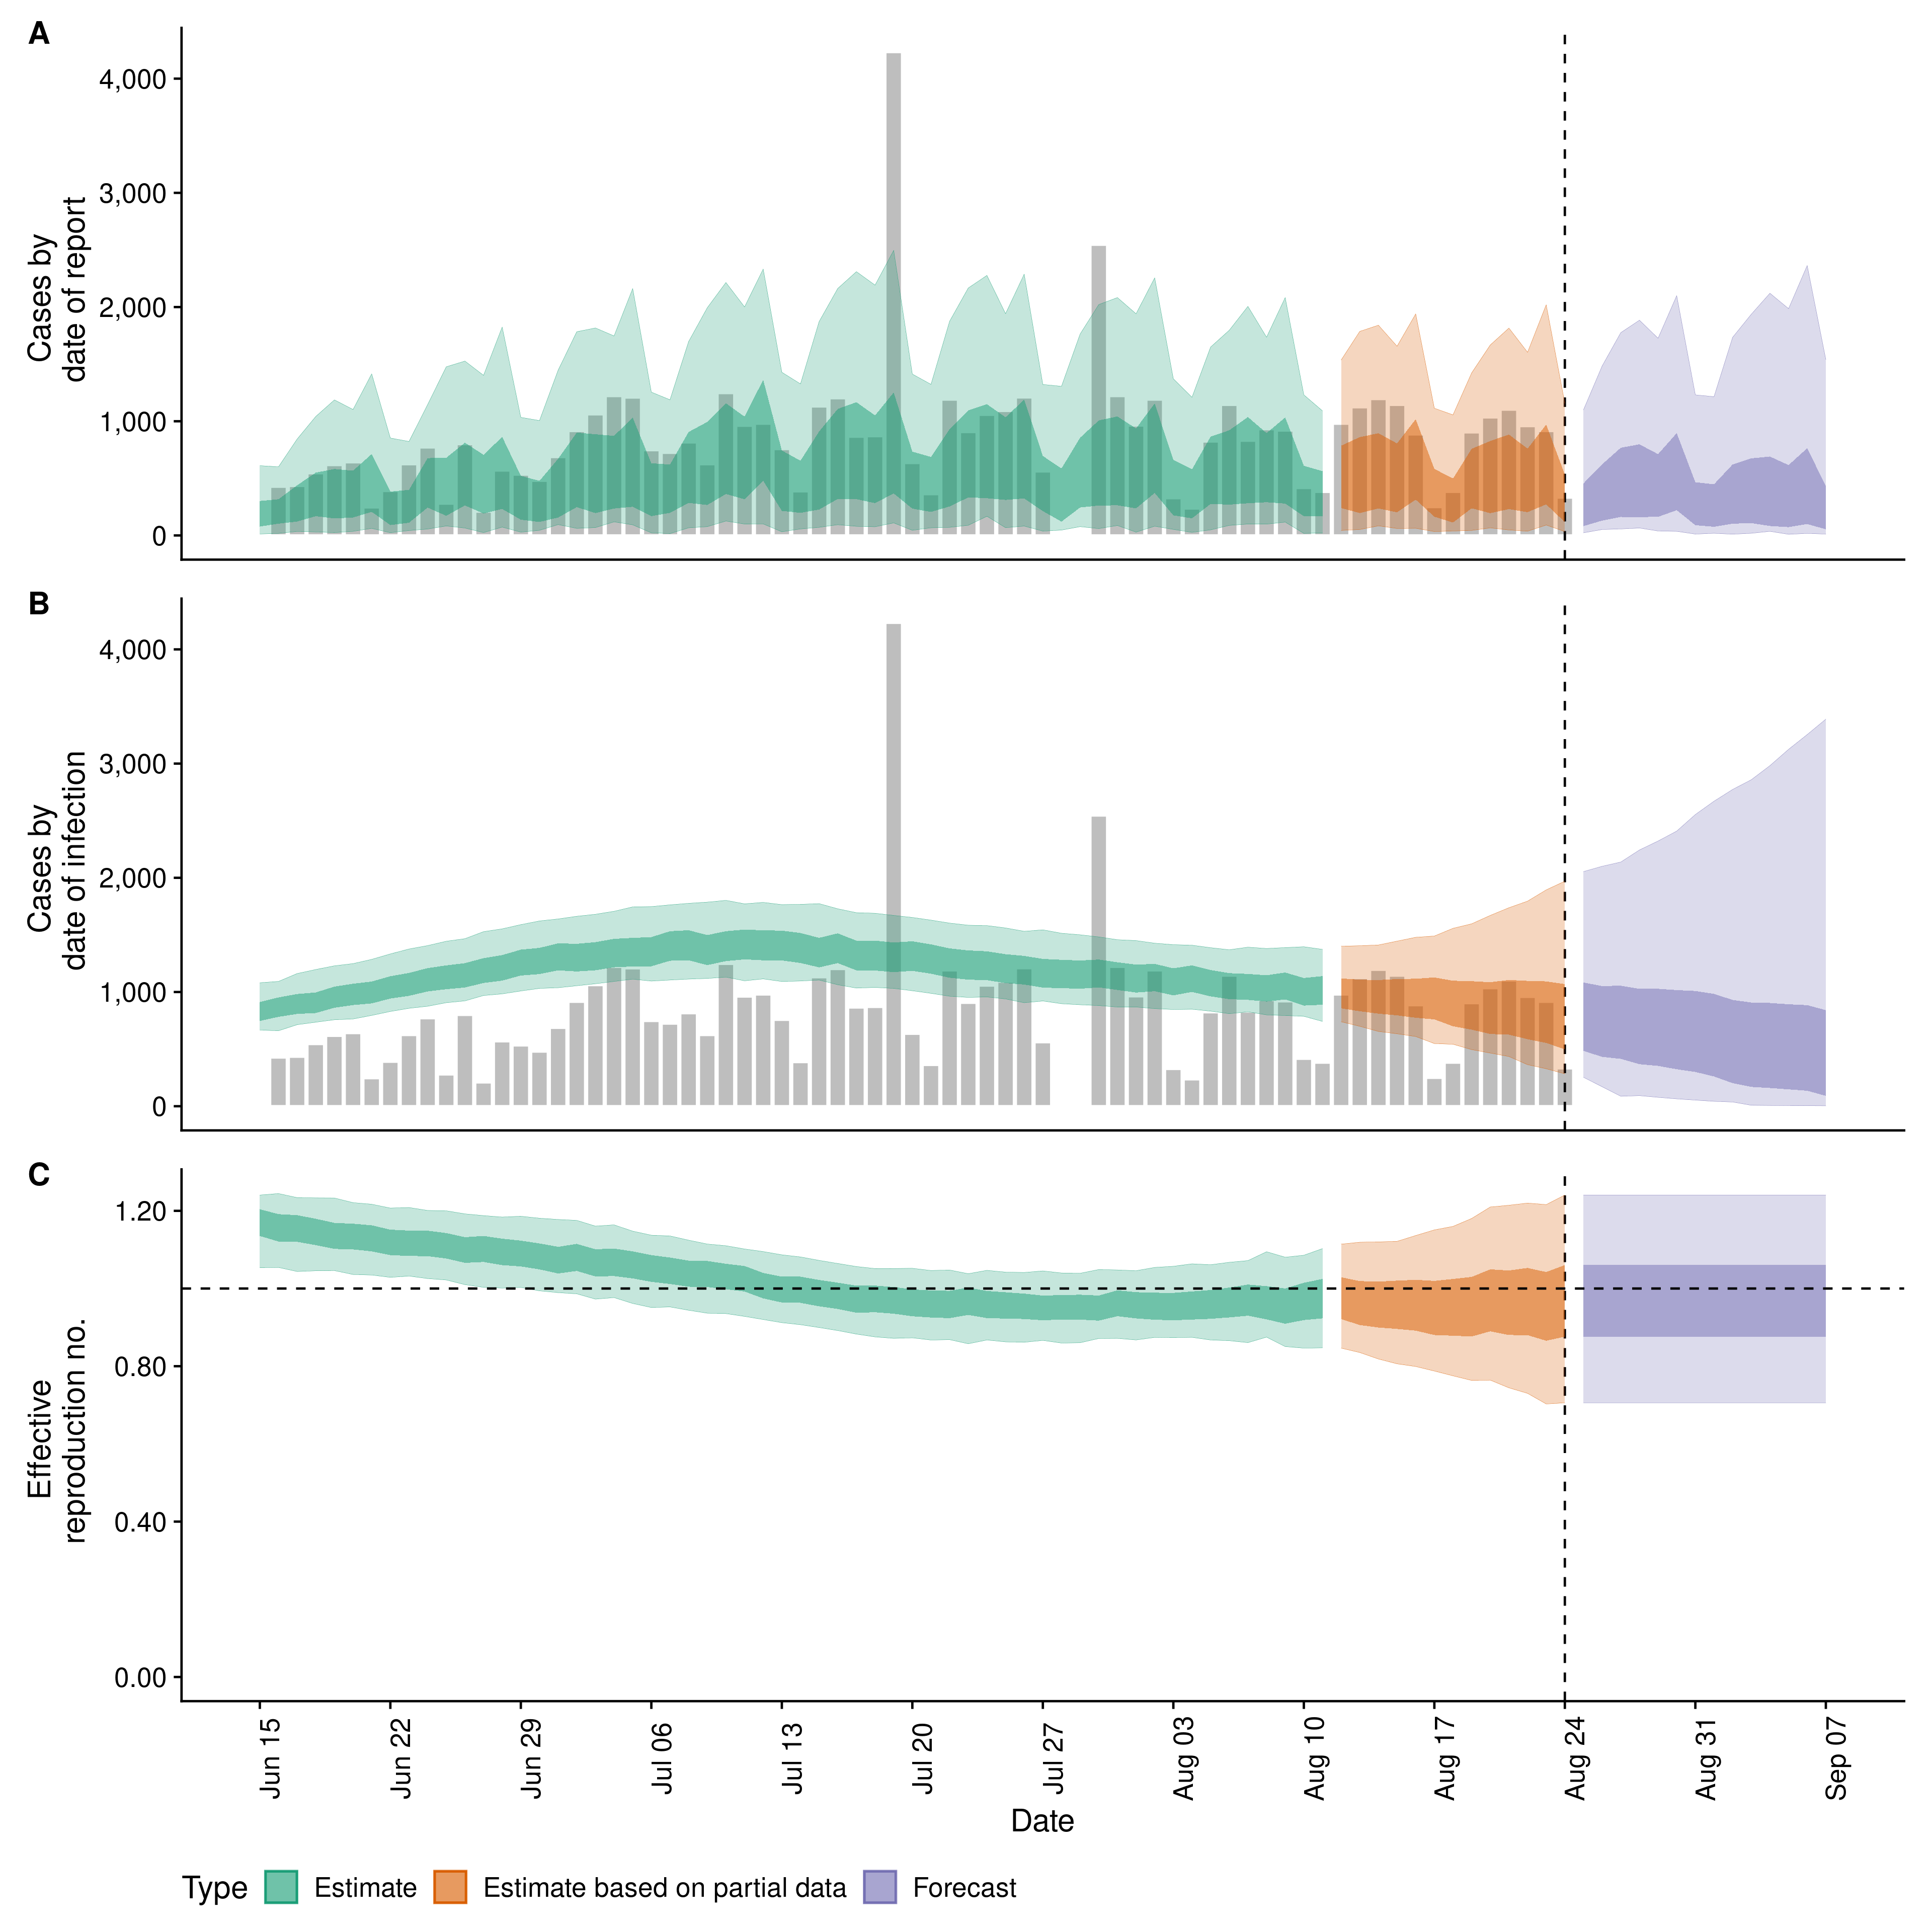 A
Cases by
date of report
4,000
3,000
2,000
1,000
0
B
Cases by
date of infection
4,000
3,000
2,000
1,000
0
C
Effective
reproduction no.
1.20
0.80
0.40
0.00
Jun 15
Jun 22
Jun 29
Jul 06
Jul 13
Jul 20
Jul 27
Aug 03
Aug 10
Aug 17
Aug 24
Aug 31
Sep 07
Date
Type Estimate Estimate based on partial data Forecast